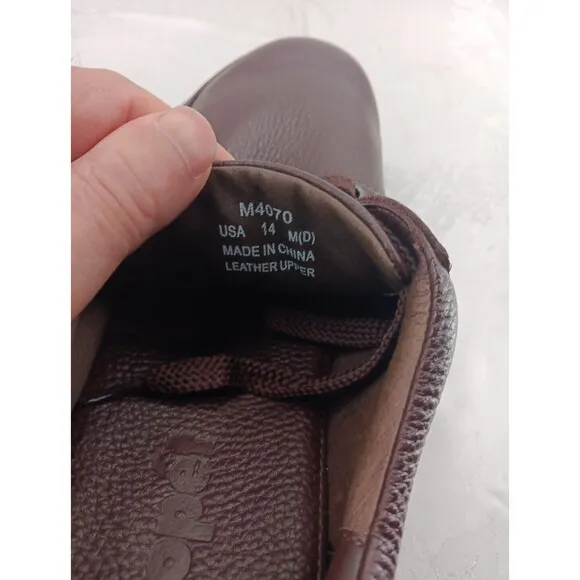 M4070
USA 14 M(D)
MADE IN CHINA
LEATHER UPPER